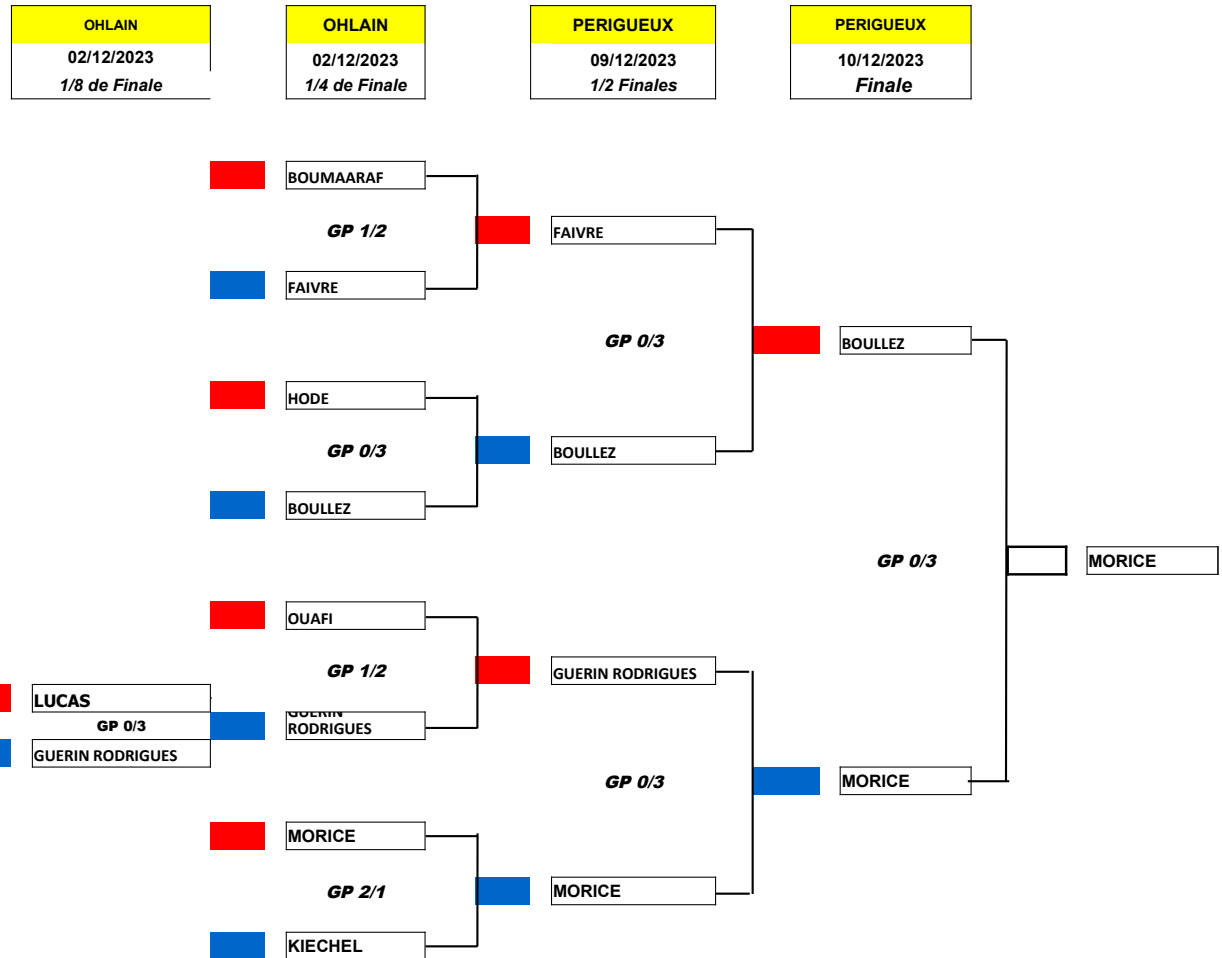 OHLAIN
02/12/2023
1/8 de Finale
OHLAIN
02/12/2023
1/4 de Finale
PERIGUEUX
09/12/2023
1/2 Finales
PERIGUEUX
10/12/2023
Finale
BOUMAARAF
GP 1/2
FAIVRE
FAIVRE
GP 0/3
BOULLEZ
HODE
GP 0/3
BOULLEZ
BOULLEZ
GP 0/3
MORICE
OUAFI
GP 1/2
GUERIN RODRIGUES
LUCAS
GP 0/3
GUERIN RODRIGUES
GUERIN
RODRIGUES
GP 0/3
MORICE
MORICE
GP 2/1
MORICE
KIECHEL